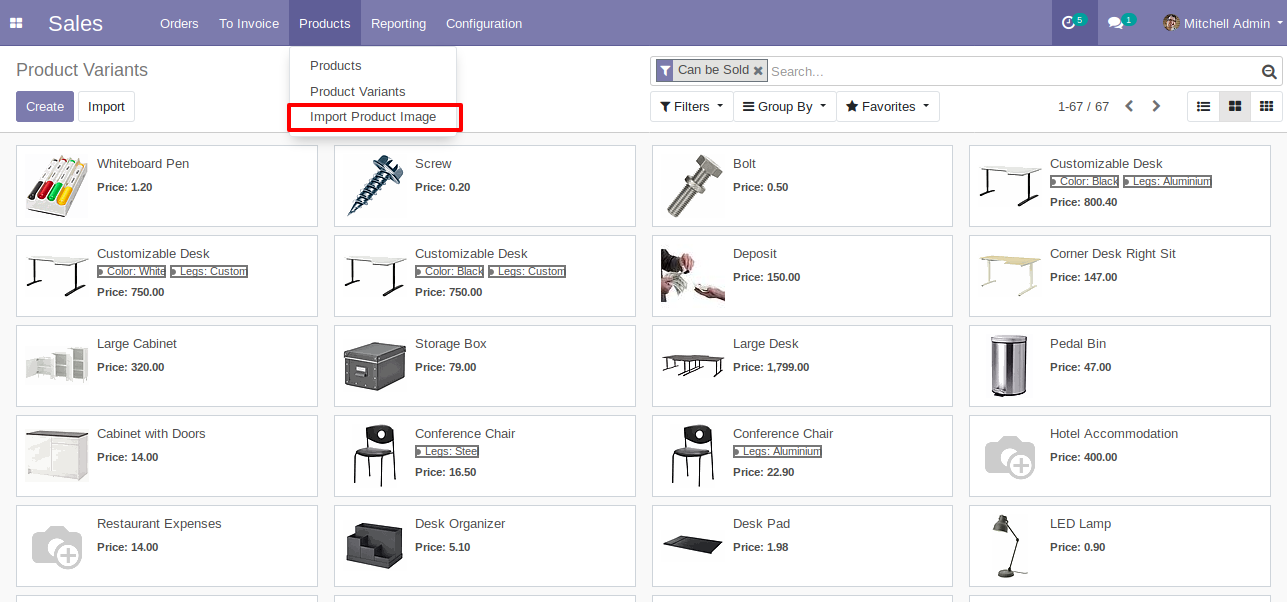 Sales Orders To Invoice Products Reporting Configuration 5 1 Mitchell Admin
Product Variants
Create Import
Products
Product Variants
Import Product Image
Can be Sold Search...
Filters Group By Favorites 1-67 / 67
Whiteboard Pen
Price: 1.20
Screw
Price: 0.20
Bolt
Price: 0.50
Customizable Desk
Color: Black Legs: Aluminium
Price: 800.40
Customizable Desk
Color: White Legs: Custom
Price: 750.00
Customizable Desk
Color: Black Legs: Custom
Price: 750.00
Deposit
Price: 150.00
Corner Desk Right Sit
Price: 147.00
Large Cabinet
Price: 320.00
Storage Box
Price: 79.00
Large Desk
Price: 1,799.00
Pedal Bin
Price: 47.00
Cabinet with Doors
Price: 14.00
Conference Chair
Legs: Steel
Price: 16.50
Conference Chair
Legs: Aluminium
Price: 22.90
Hotel Accommodation
Price: 400.00
Restaurant Expenses
Price: 14.00
Desk Organizer
Price: 5.10
Desk Pad
Price: 1.98
LED Lamp
Price: 0.90